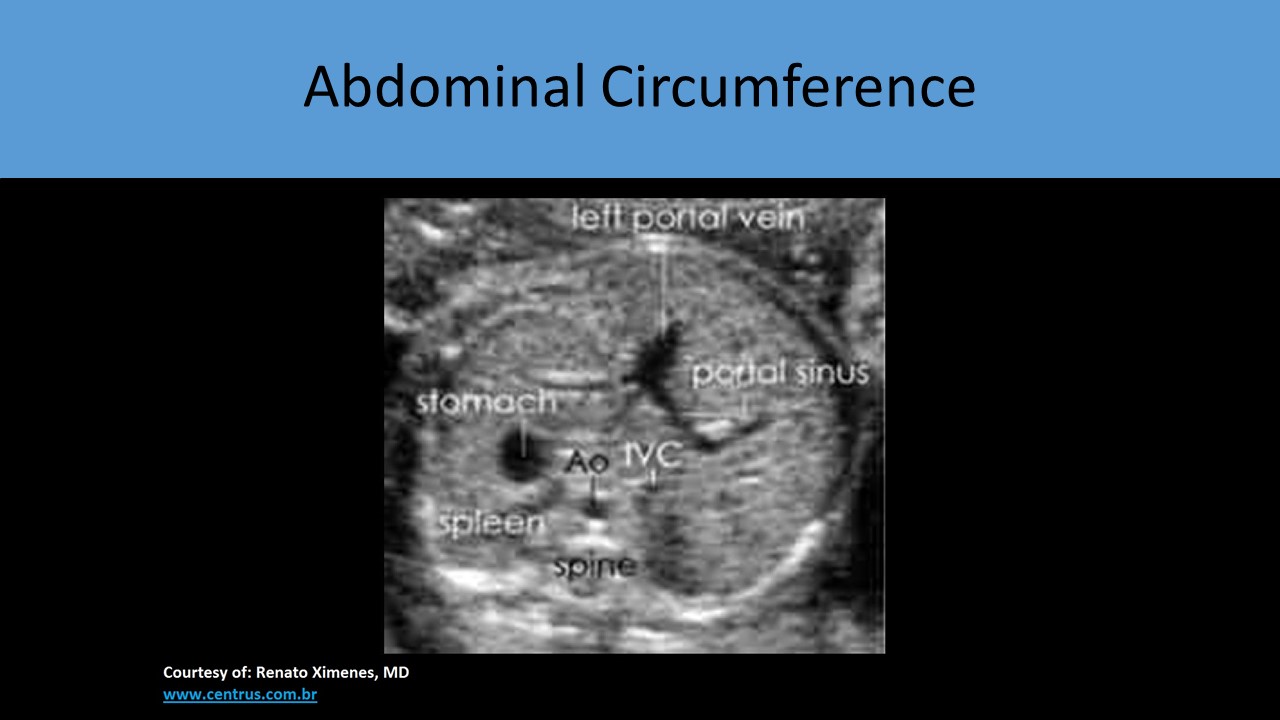 Abdominal Circumference
left portal vein
portal sinus
stomach
Ao IVC
spleen
spine
Courtesy of: Renato Ximenes, MD
www.centrus.com.br